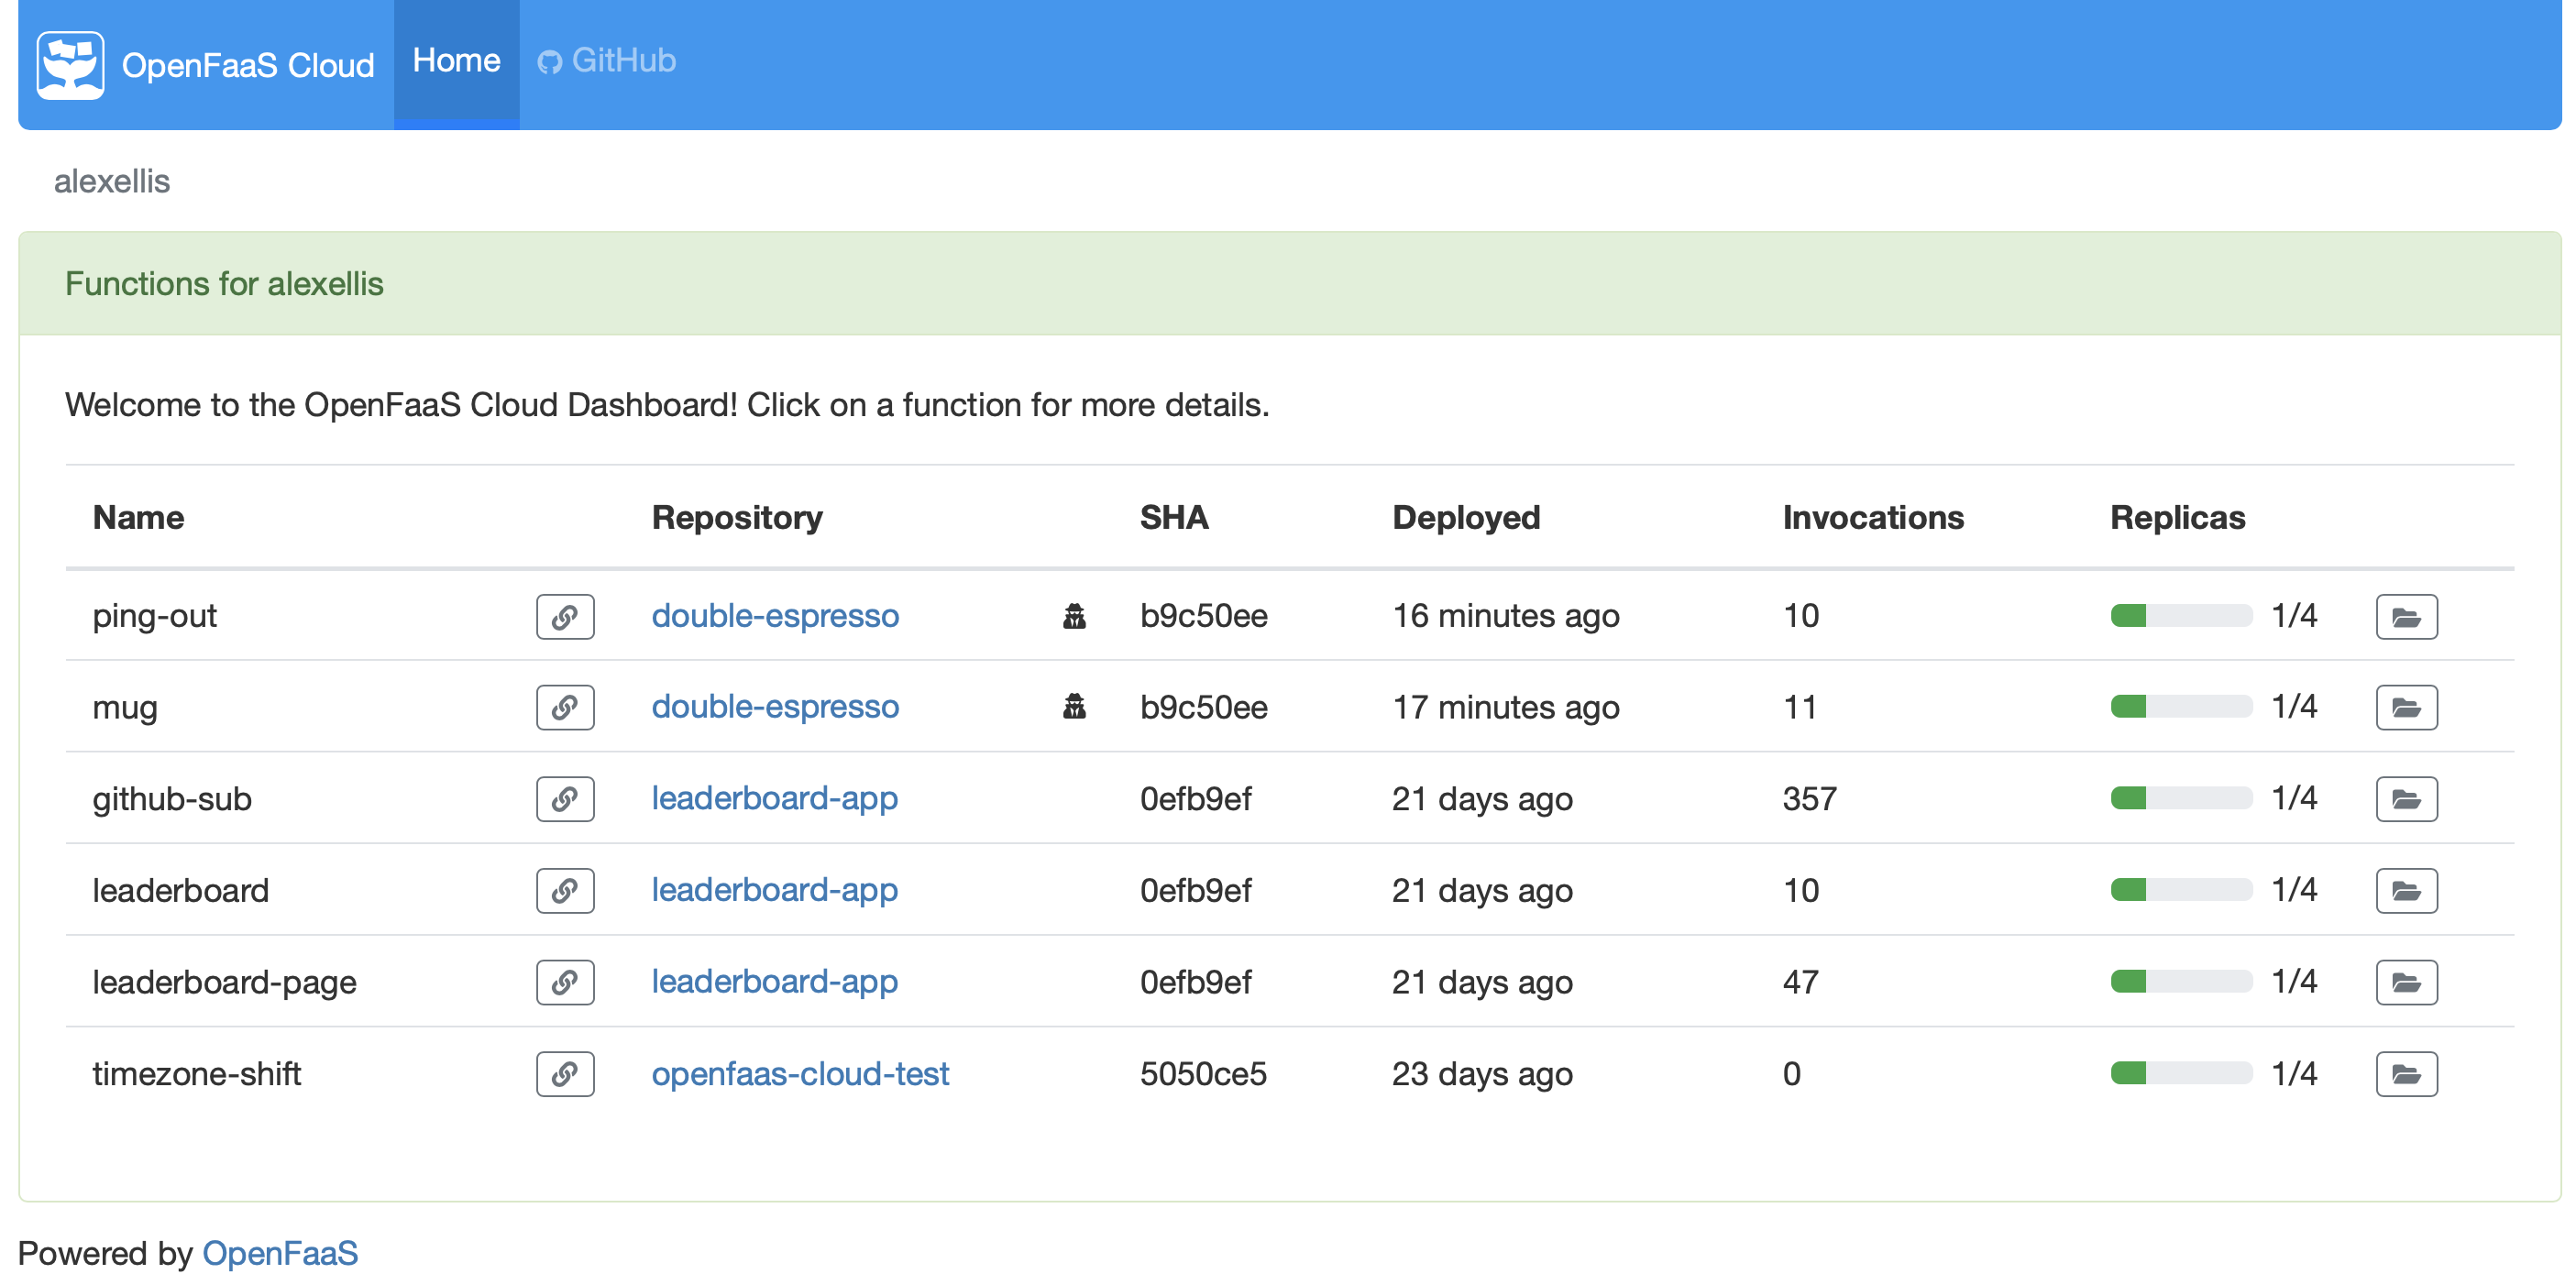 OpenFaaS Cloud Home GitHub
alexellis
Functions for alexellis
Welcome to the OpenFaaS Cloud Dashboard! Click on a function for more details.
Name Repository SHA Deployed Invocations Replicas
ping-out double-espresso b9c50ee 16 minutes ago 10 1/4
mug double-espresso b9c50ee 17 minutes ago 11 1/4
github-sub leaderboard-app 0efb9ef 21 days ago 357 1/4
leaderboard leaderboard-app 0efb9ef 21 days ago 10 1/4
leaderboard-page leaderboard-app 0efb9ef 21 days ago 47 1/4
timezone-shift openfaas-cloud-test 5050ce5 23 days ago 0 1/4
Powered by OpenFaaS